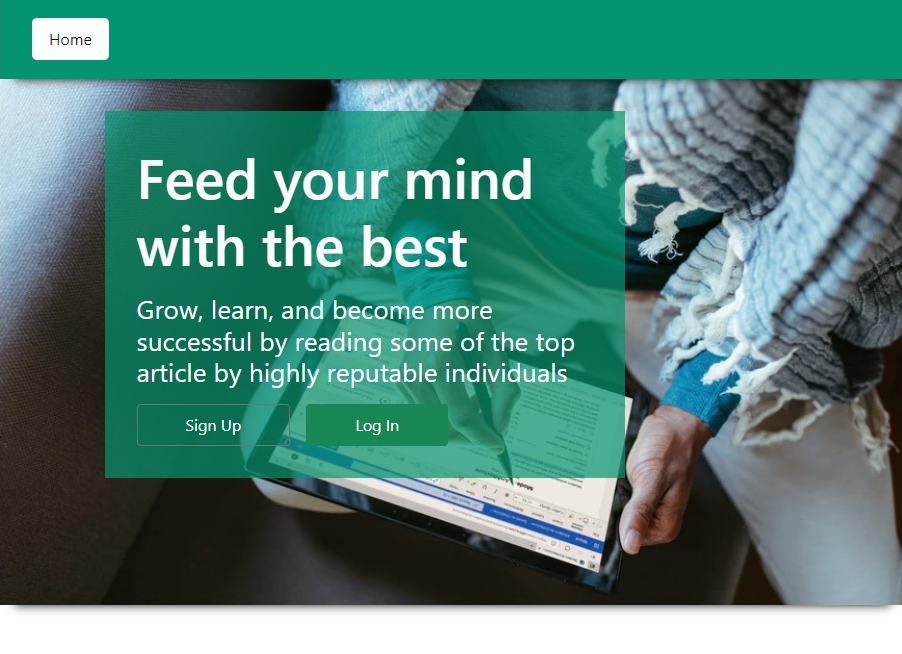 Home
Feed your mind
with the best
Grow, learn, and become more
successful by reading some of the top
article by highly reputable individuals
Sign Up
Log In